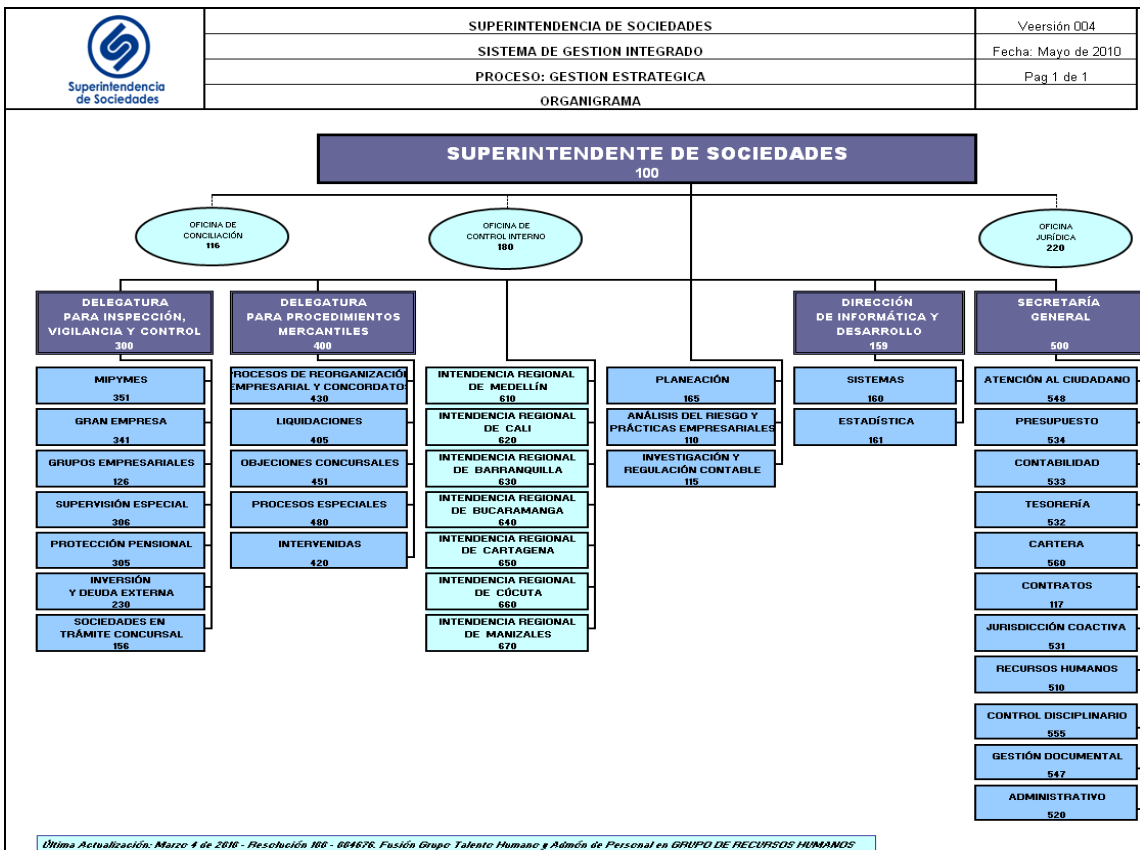 Superintendencia
de Sociedades
SUPERINTENDENCIA DE SOCIEDADES
SISTEMA DE GESTION INTEGRADO
PROCESO: GESTION ESTRATEGICA
ORGANIGRAMA
Veersión 004
Fecha: Mayo de 2010
Pag 1 de 1
SUPERINTENDENTE DE SOCIEDADES
100
OFICINA DE
CONCILIACIÓN
116
OFICINA DE
CONTROL INTERNO
180
OFICINA
JURÍDICA
220
DELEGATURA
PARA INSPECCIÓN,
VIGILANCIA Y CONTROL
300
MIPYMES
351
GRAN EMPRESA
341
GRUPOS EMPRESARIALES
126
SUPERVISIÓN ESPECIAL
306
PROTECCIÓN PENSIONAL
305
INVERSIÓN
Y DEUDA EXTERNA
230
SOCIEDADES EN
TRÁMITE CONCURSAL
156
DELEGATURA
PARA PROCEDIMIENTOS
MERCANTILES
400
PROCESOS DE REORGANIZACIÓN
EMPRESARIAL Y CONCORDATO
430
LIQUIDACIONES
405
OBJECIONES CONCURSALES
451
PROCESOS ESPECIALES
480
INTERVENIDAS
420
INTENDENCIA REGIONAL
DE MEDELLÍN
610
INTENDENCIA REGIONAL
DE CALI
620
INTENDENCIA REGIONAL
DE BARRANQUILLA
630
INTENDENCIA REGIONAL
DE BUCARAMANGA
640
INTENDENCIA REGIONAL
DE CARTAGENA
650
INTENDENCIA REGIONAL
DE CÚCUTA
660
INTENDENCIA REGIONAL
DE MANIZALES
670
PLANEACIÓN
165
ANÁLISIS DEL RIESGO Y
PRÁCTICAS EMPRESARIALES
110
INVESTIGACIÓN Y
REGULACIÓN CONTABLE
115
DIRECCIÓN
DE INFORMÁTICA Y
DESARROLLO
159
SISTEMAS
160
ESTADÍSTICA
161
SECRETARÍA
GENERAL
500
ATENCIÓN AL CIUDADANO
548
PRESUPUESTO
534
CONTABILIDAD
533
TESORERÍA
532
CARTERA
560
CONTRATOS
117
JURISDICCIÓN COACTIVA
531
RECURSOS HUMANOS
510
CONTROL DISCIPLINARIO
555
GESTIÓN DOCUMENTAL
547
ADMINISTRATIVO
520
Última Actualización: Marzo 4 de 2010 - Resolución 100 - Fusión Grupo Talento Humano y Admón de Personal en GRUPO DE RECURSOS HUMANOS